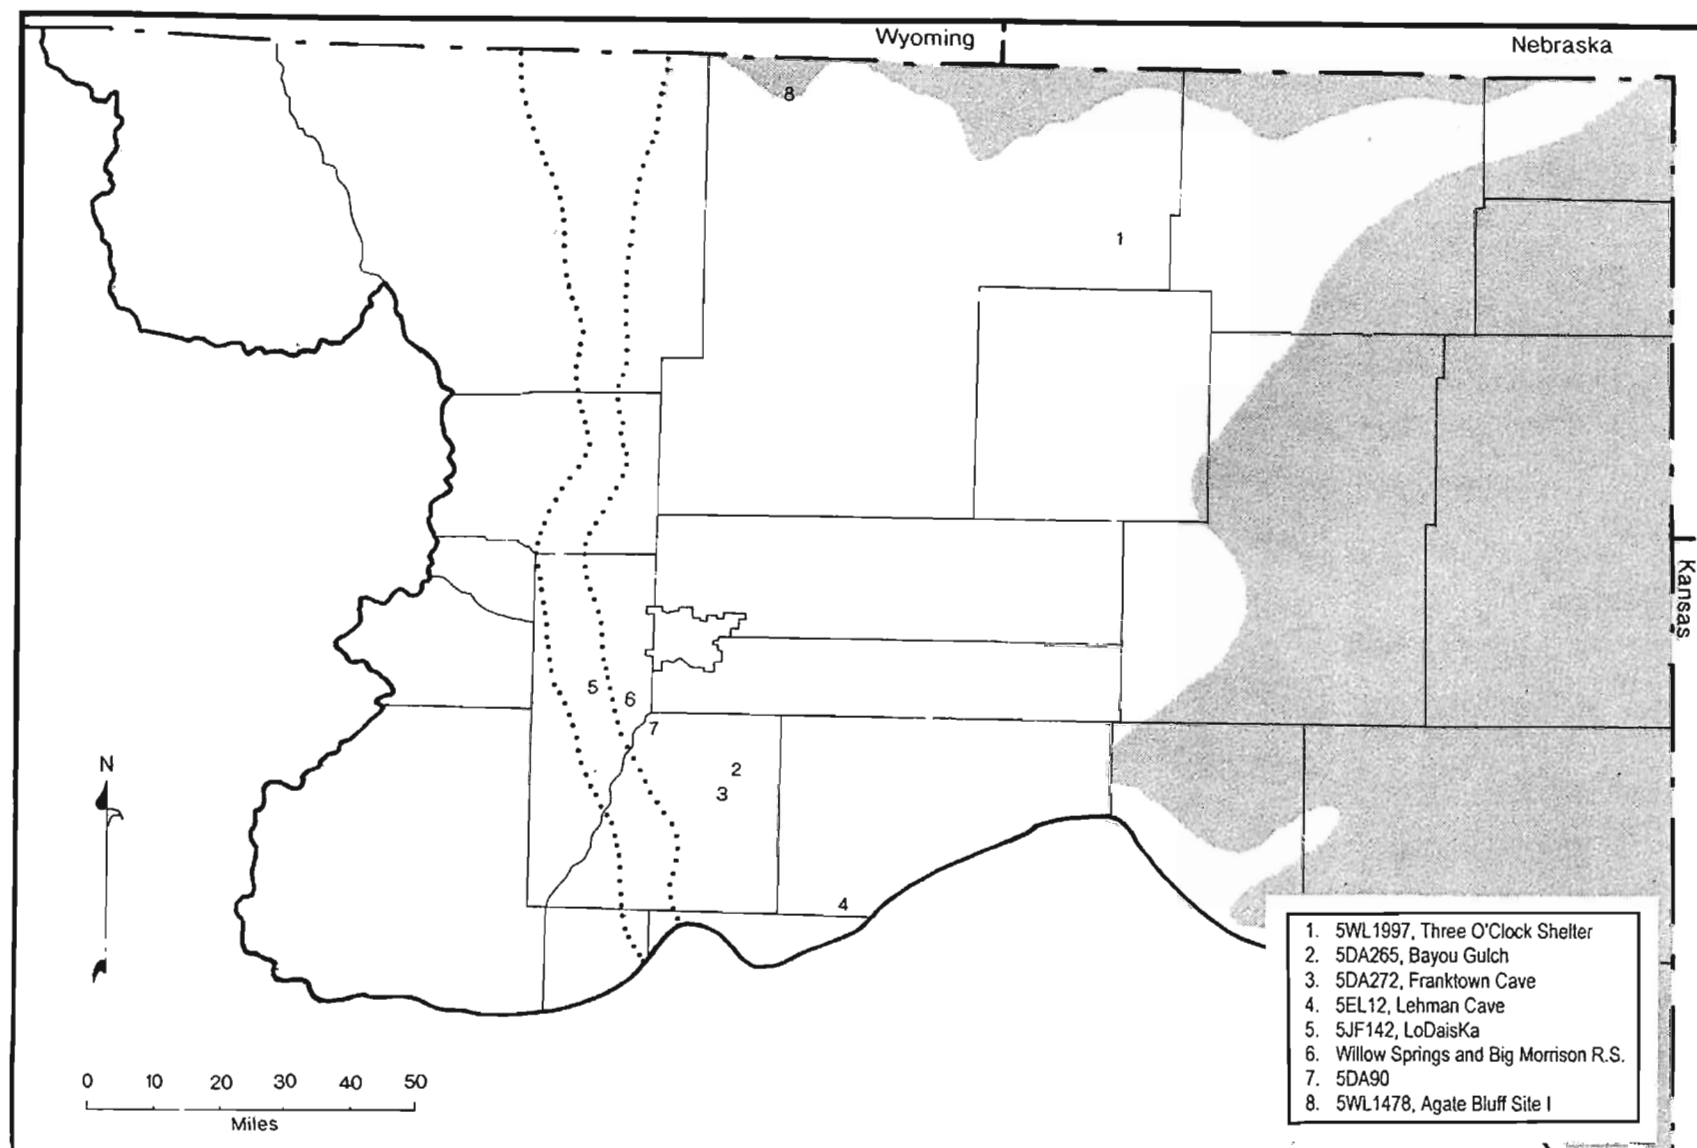 Wyoming
Nebraska
8
1
Kansas
5
6
7
2
3
N
4
1. 5WL1997, Three O'Clock Shelter
2. 5DA265, Bayou Gulch
3. 5DA272, Franktown Cave
4. 5EL12, Lehman Cave
5. 5JF142, LoDaisKa
6. Willow Springs and Big Morrison R.S.
7. 5DA90
8. 5WL1478, Agate Bluff Site I
0 10 20 30 40 50
Miles